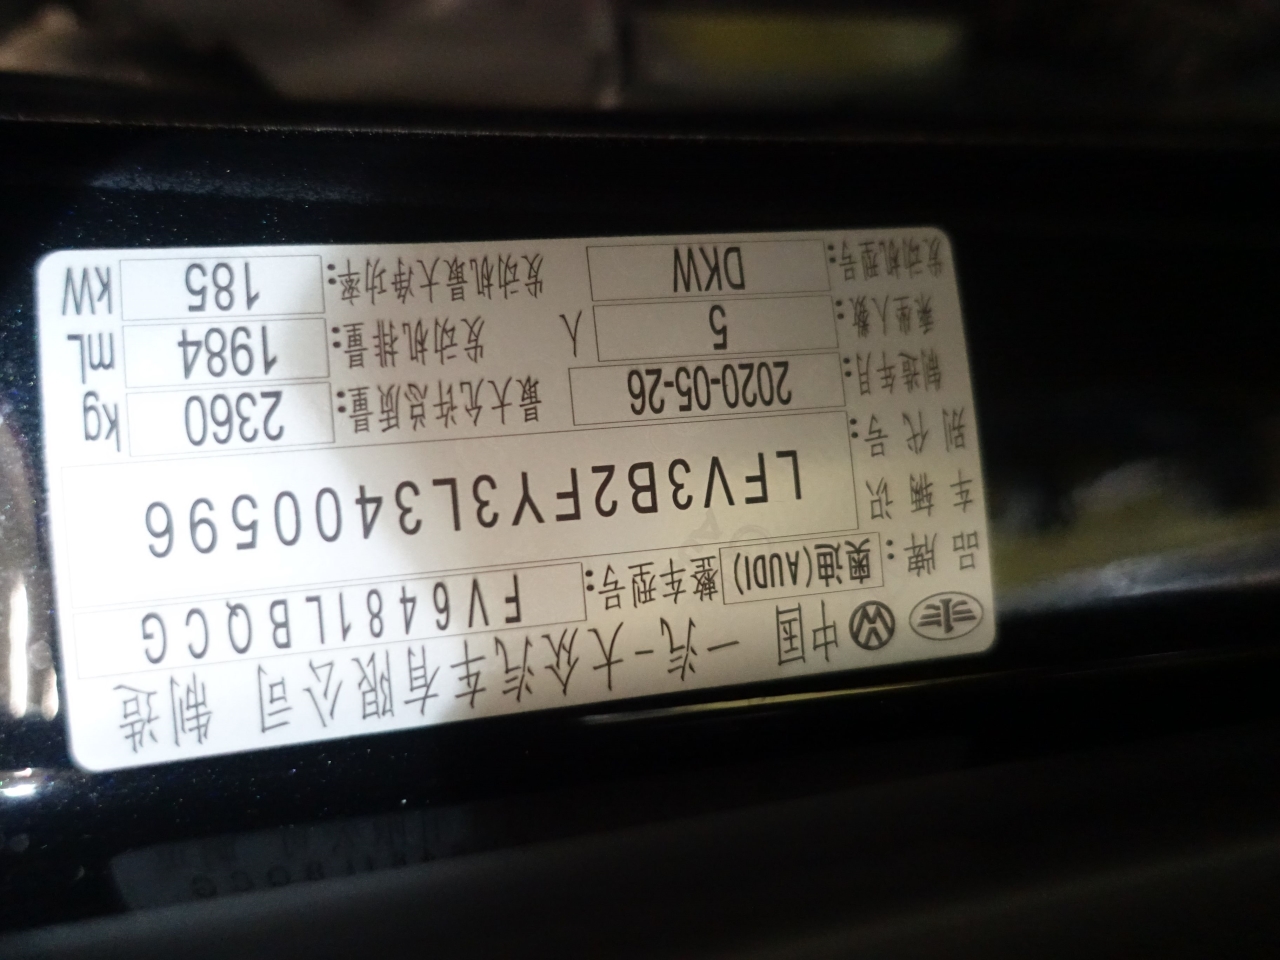 中国 一汽-大众汽车有限公司 制造
品牌: 奥迪(AUDI) 整车型号: FV6481LBQCG
车辆识别代号: LFV3B2FY3L3400596
制造年月: 2020-05-26 最大允许总质量: 2360 kg
乘坐人数: 5 人 发动机排量: 1984 mL
发动机型号: DKW 发动机最大净功率: 185 kW